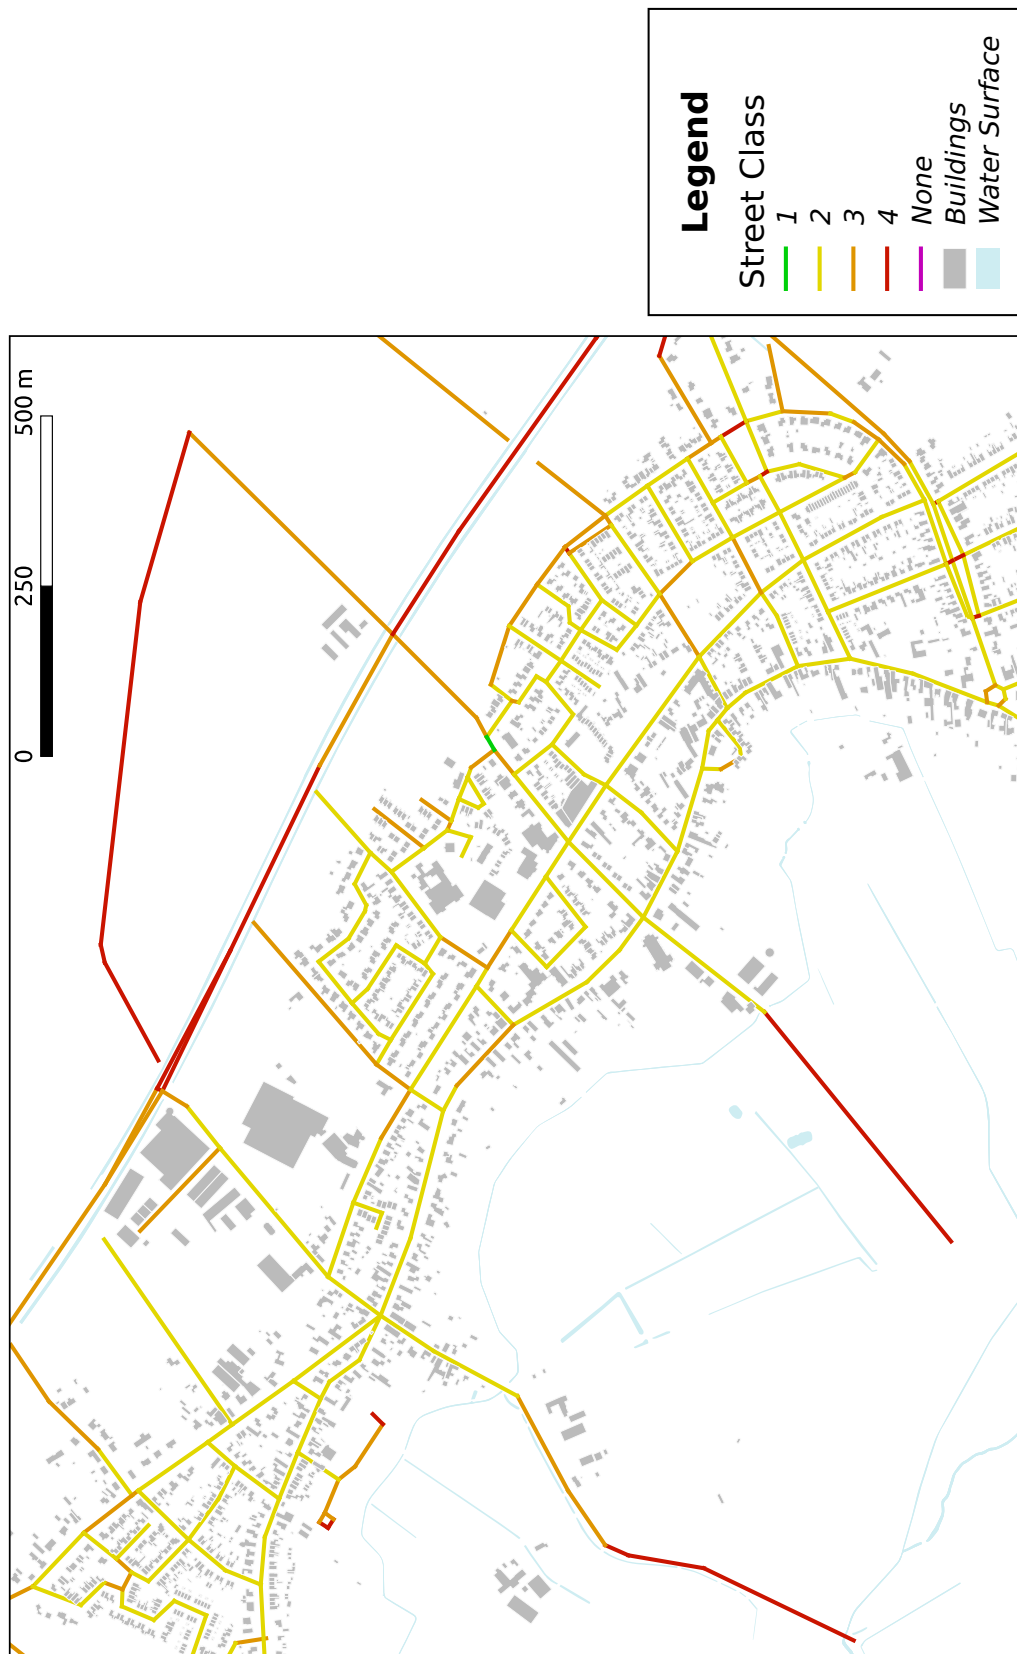 Legend
Street Class
1
2
3
4
None
Buildings
Water Surface
0 250 500 m